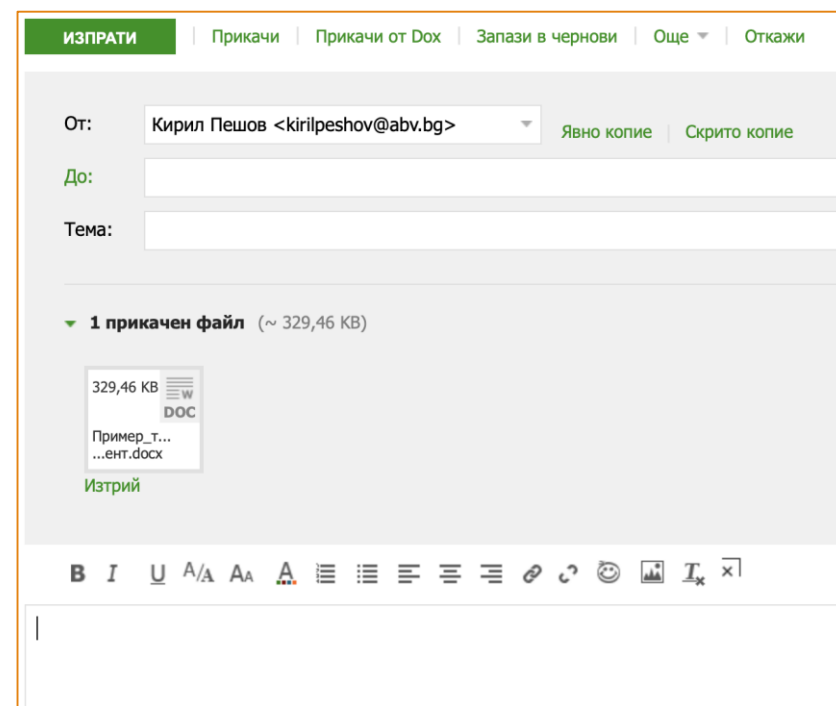 ИЗПРАТИ Прикачи Прикачи от Dox Запази в чернови Още Откажи
От: Кирил Пешов <kirilpeshov@abv.bg> Явно копие Скрито копие
До:
Тема:
1 прикачен файл (~ 329,46 KB)
329,46 KB W
DOC
Пример_т...
...ент.docx
Изтрий
B I U A/A AA A T